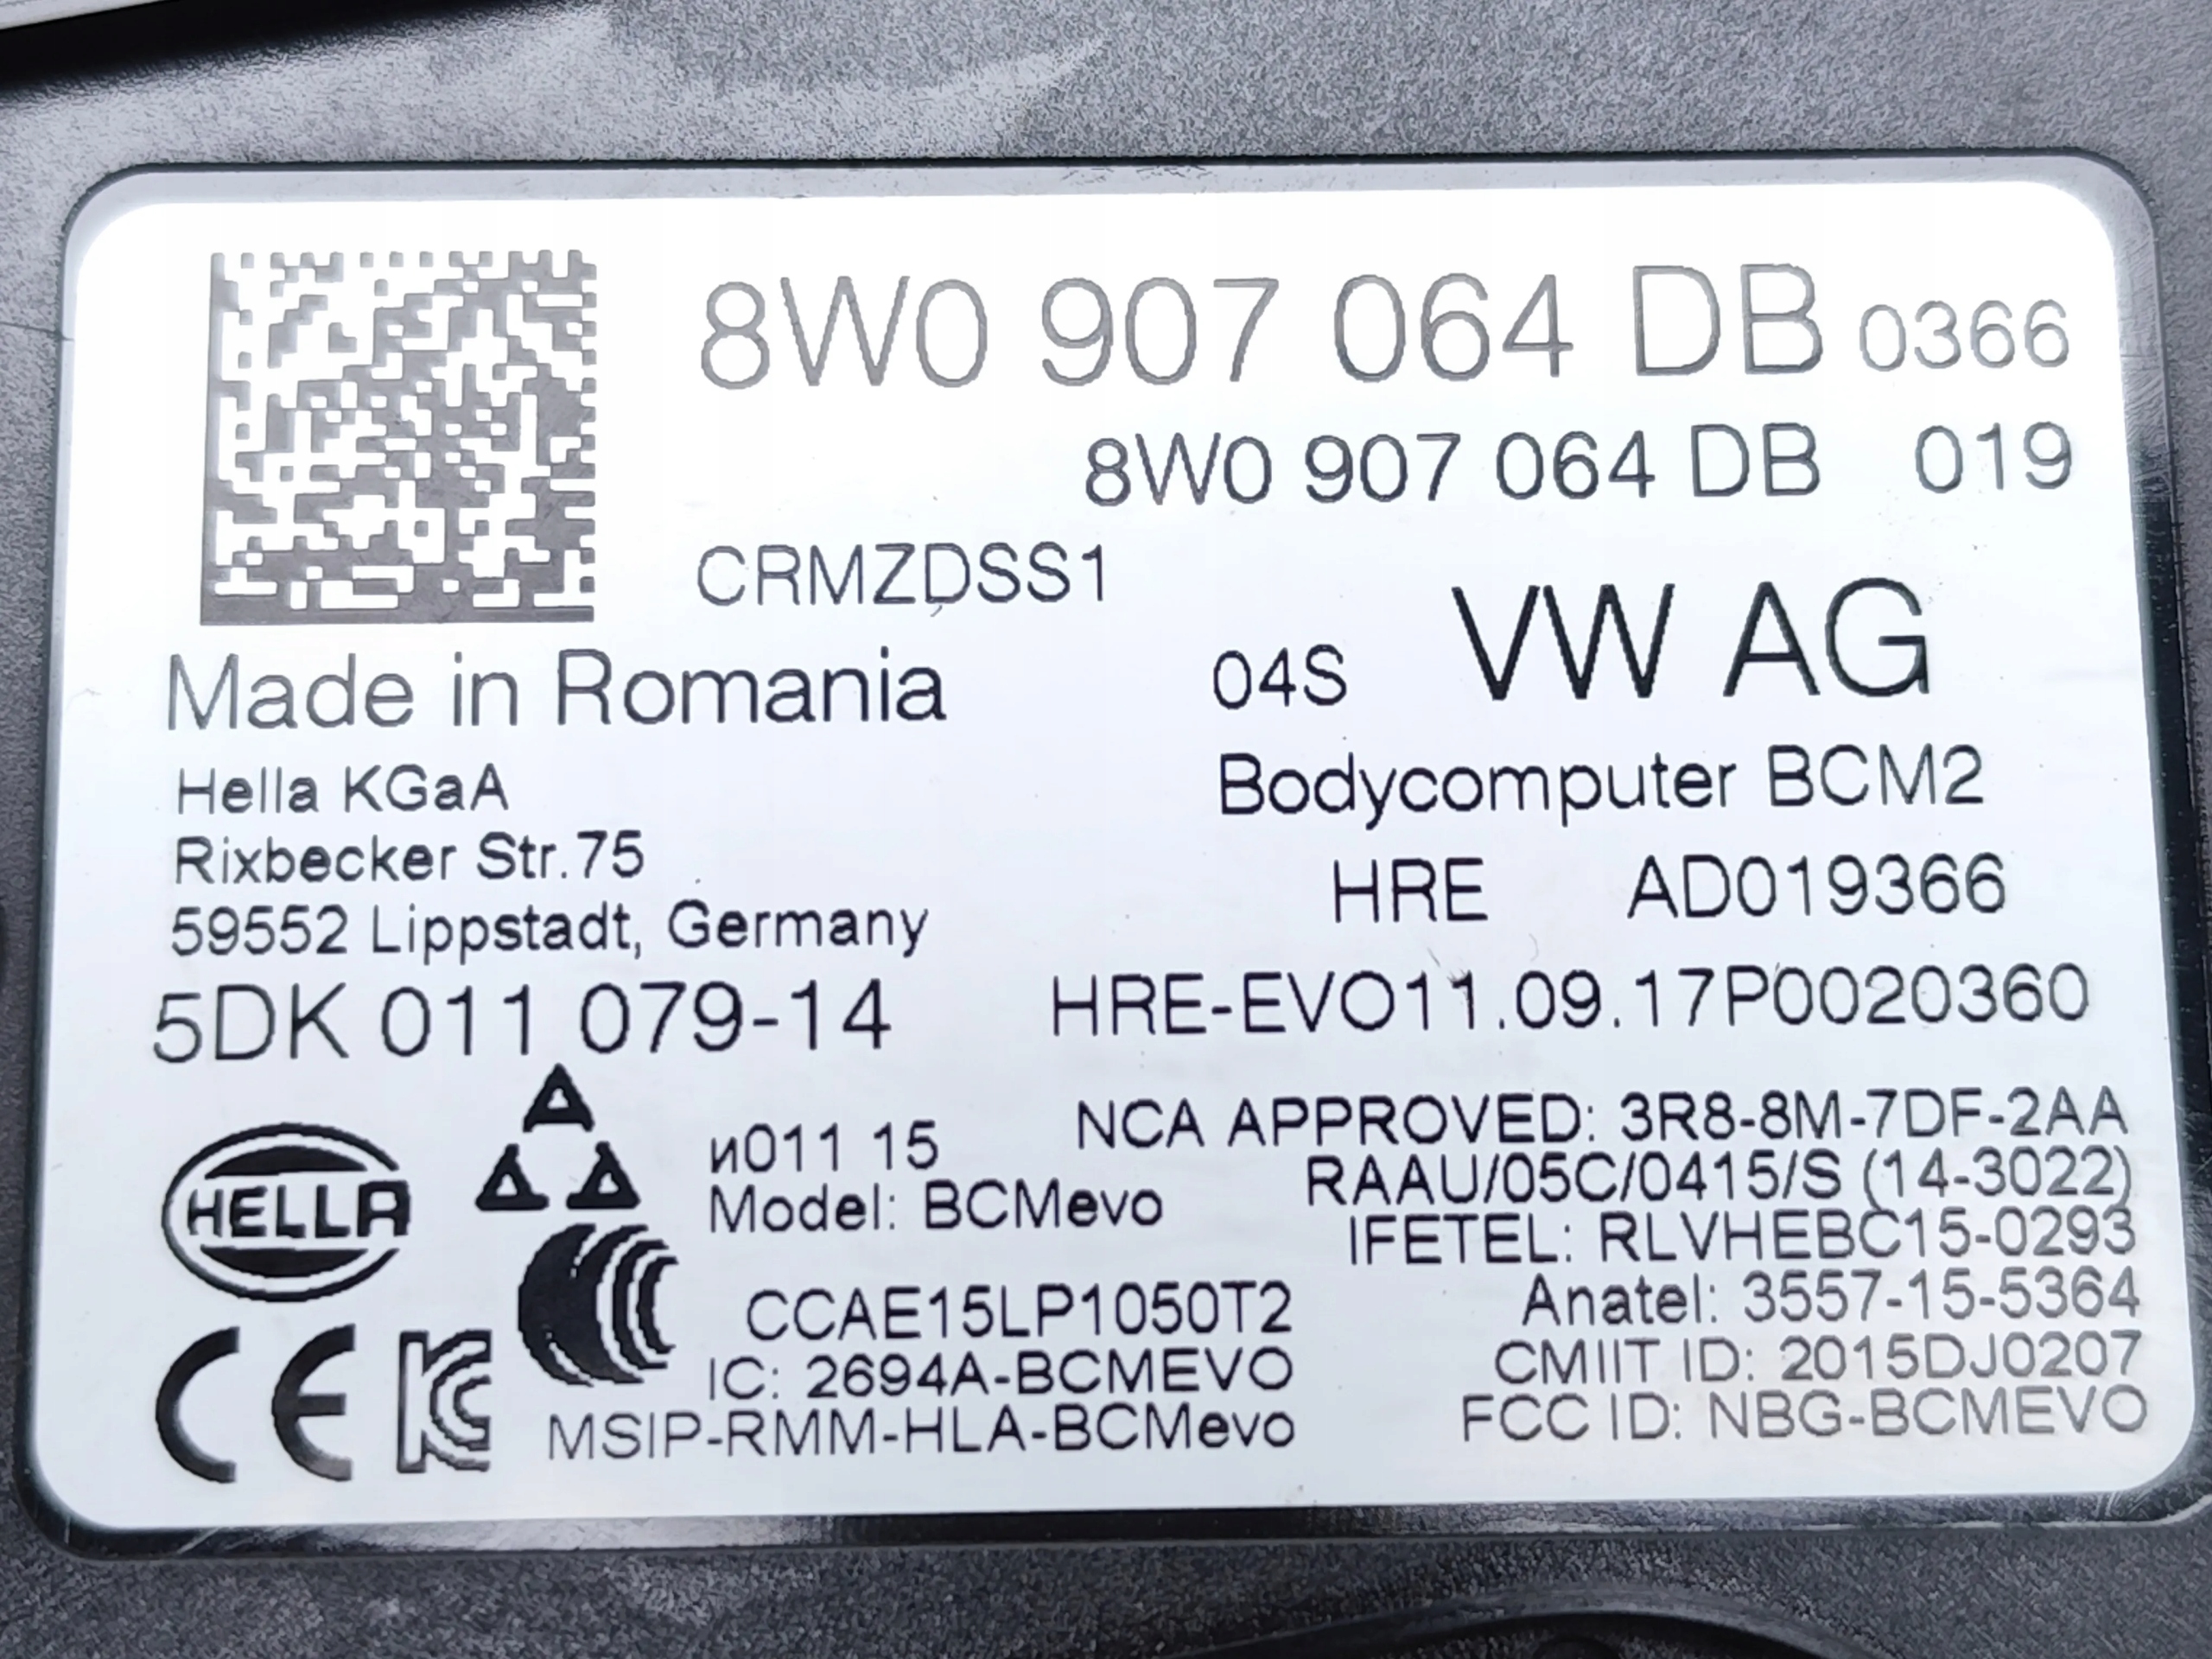 8W0 907 064 DB 0366
8W0 907 064 DB 019
CRMZDSS1
04S VW AG
Made in Romania
Bodycomputer BCM2
Hella KGaA
Rixbecker Str.75
59552 Lippstadt, Germany
HRE AD019366
5DK 011 079-14
HRE-EVO11.09.17P0020360
NCA APPROVED: 3R8-8M-7DF-2AA
и011 15
RAAU/05C/0415/S (14-3022)
Model: BCMevo
IFETEL: RLVHEBC15-0293
HELLA
CCAE15LP1050T2
Anatel: 3557-15-5364
IC: 2694A-BCMEVO
CMIIT ID: 2015DJ0207
CE KC MSIP-RMM-HLA-BCMevo
FCC ID: NBG-BCMEVO